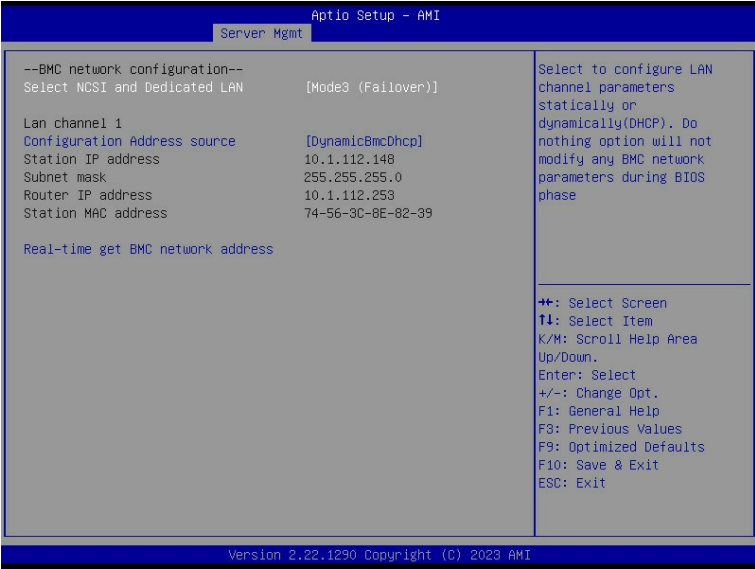 Aptio Setup - AMI
Server Mgmt
--BMC network configuration--
Select NCSI and Dedicated LAN [Mode3 (Failover)]
Lan channel 1
Configuration Address source [DynamicBmcDhcp]
Station IP address 10.1.112.148
Subnet mask 255.255.255.0
Router IP address 10.1.112.253
Station MAC address 74-56-3C-8E-82-39
Real-time get BMC network address
Select to configure LAN
channel parameters
statically or
dynamically(DHCP). Do
nothing option will not
modify any BMC network
parameters during BIOS
phase
→←: Select Screen
↑↓: Select Item
K/M: Scroll Help Area
Up/Down.
Enter: Select
+/-: Change Opt.
F1: General Help
F3: Previous Values
F9: Optimized Defaults
F10: Save & Exit
ESC: Exit
Version 2.22.1290 Copyright (C) 2023 AMI